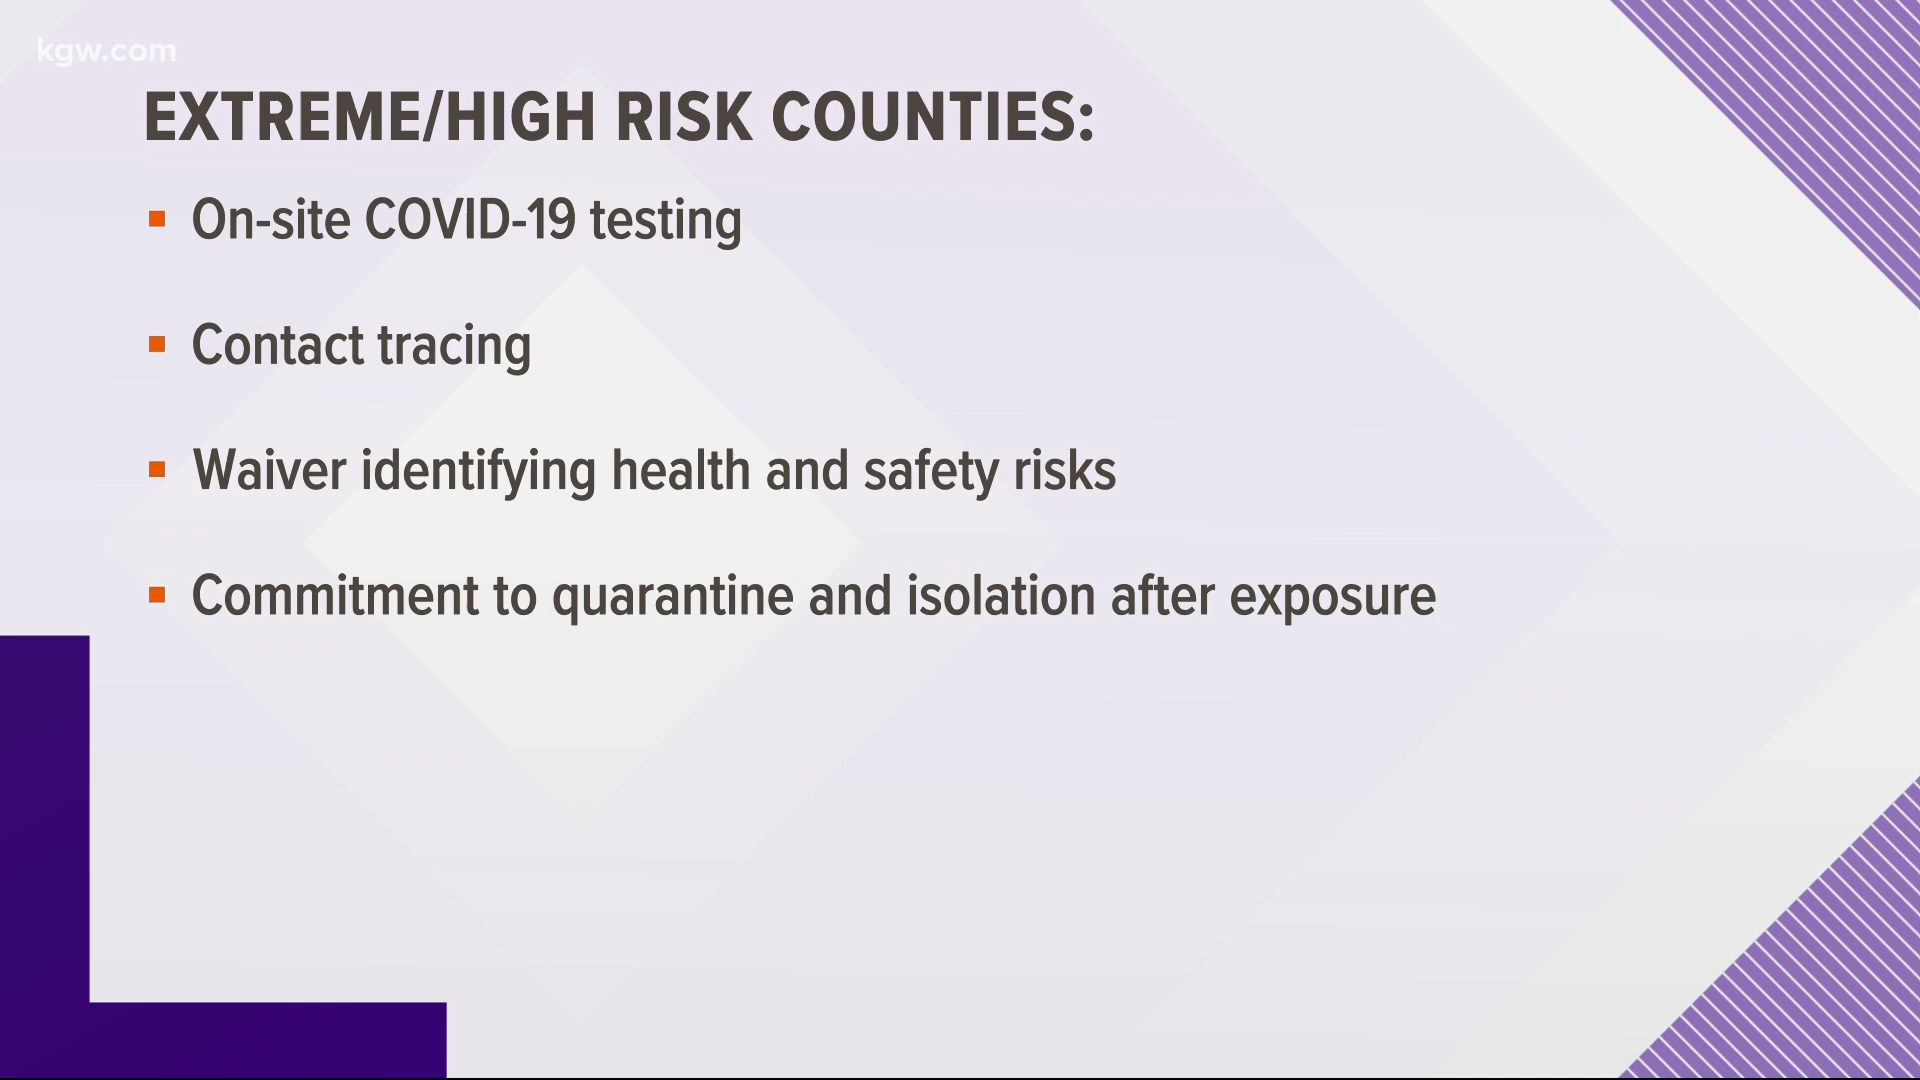 kgw.com
EXTREME/HIGH RISK COUNTIES:
On-site COVID-19 testing
Contact tracing
Waiver identifying health and safety risks
Commitment to quarantine and isolation after exposure